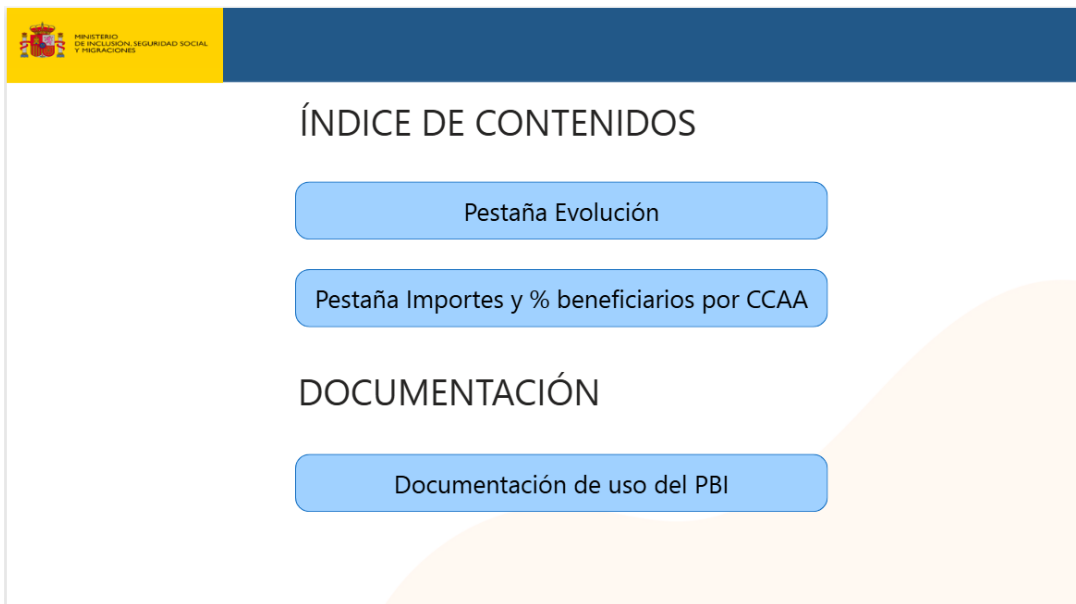 MINISTERIO
DE INCLUSIÓN, SEGURIDAD SOCIAL
Y MIGRACIONES
ÍNDICE DE CONTENIDOS
Pestaña Evolución
Pestaña Importes y % beneficiarios por CCAA
DOCUMENTACIÓN
Documentación de uso del PBI